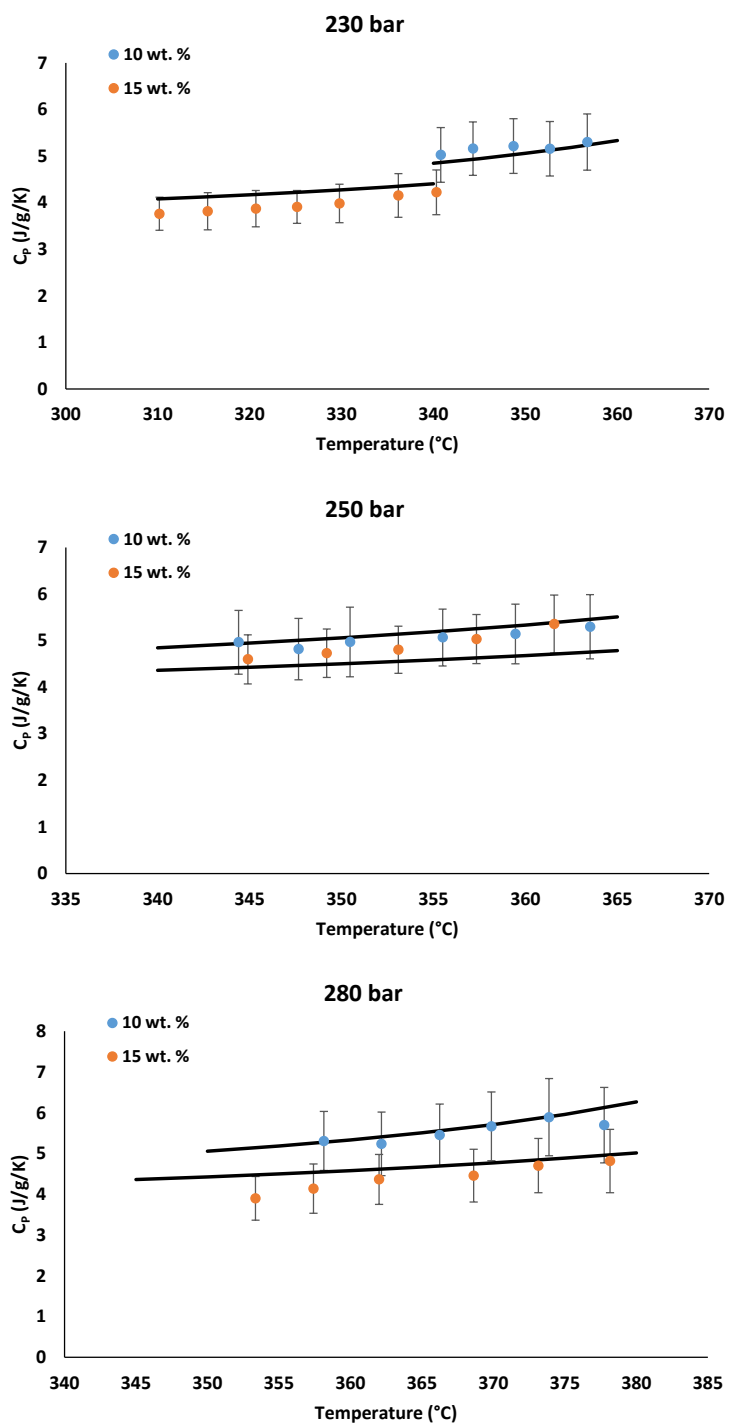 230 bar
10 wt. %
15 wt. %
7
6
5
4
3
2
1
0
Cₚ (J/g/K)
300 310 320 330 340 350 360 370
Temperature (°C)
250 bar
10 wt. %
15 wt. %
7
6
5
4
3
2
1
0
Cₚ (J/g/K)
335 340 345 350 355 360 365 370
Temperature (°C)
280 bar
10 wt. %
15 wt. %
8
7
6
5
4
3
2
1
0
Cₚ (J/g/K)
340 345 350 355 360 365 370 375 380 385
Temperature (°C)